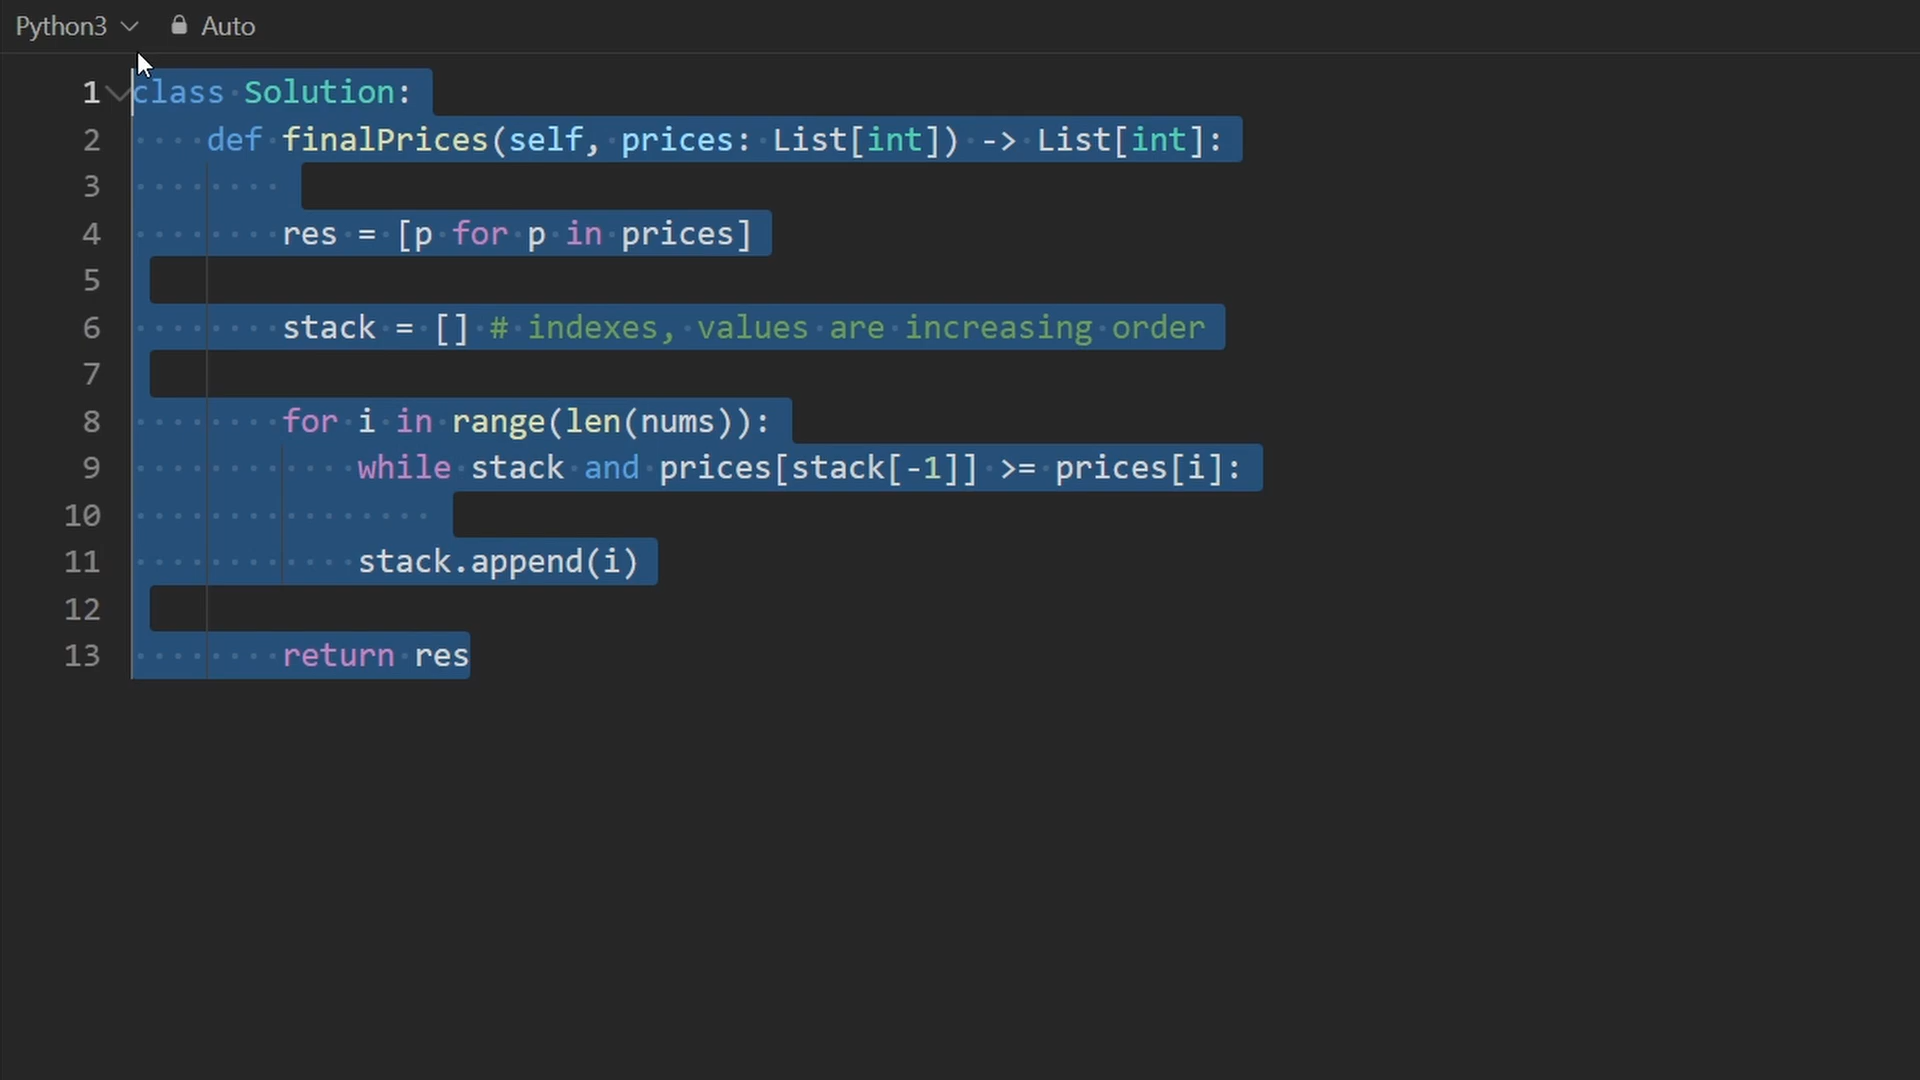 Python3 Auto
1 class Solution:
2 def finalPrices(self, prices: List[int]) -> List[int]:
3
4 res = [p for p in prices]
5
6 stack = [] # indexes, values are increasing order
7
8 for i in range(len(nums)):
9 while stack and prices[stack[-1]] >= prices[i]:
10
11 stack.append(i)
12
13 return res